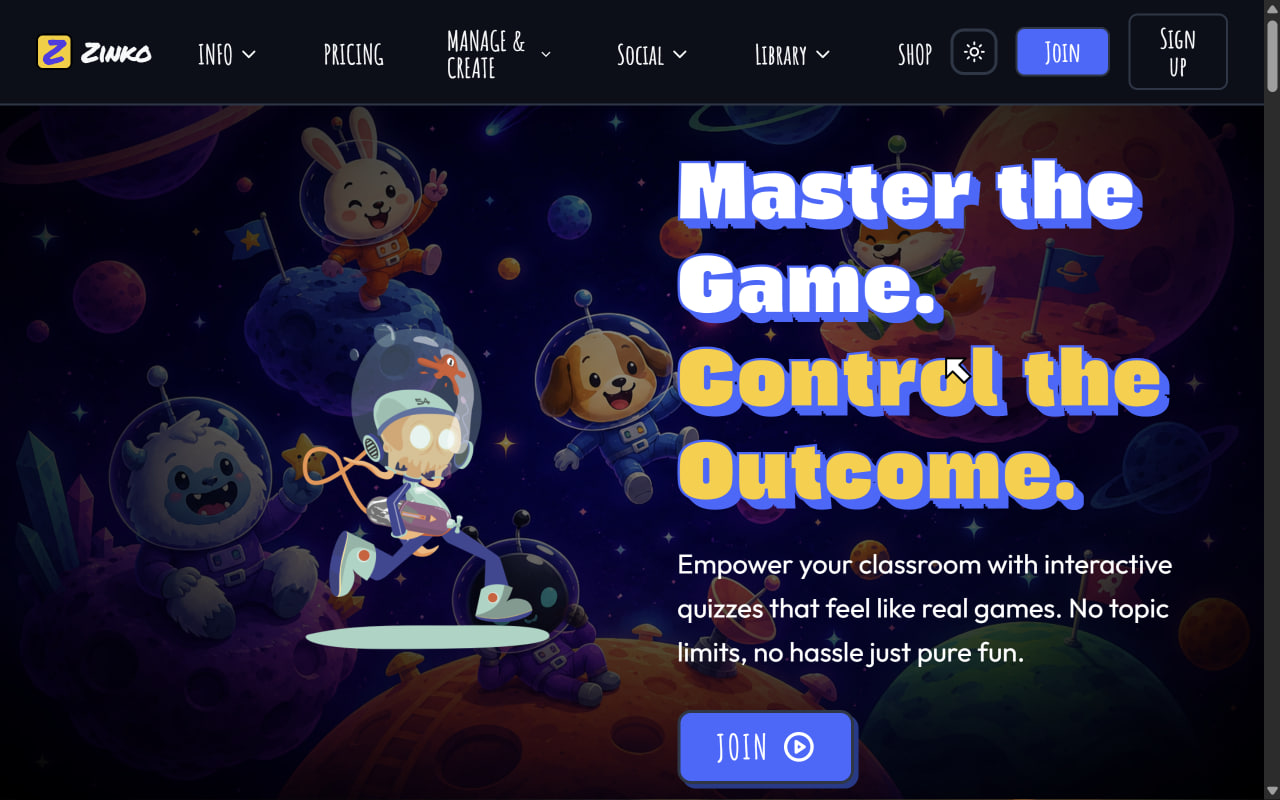 Z ZINKO
INFO
PRICING
MANAGE &
CREATE
SOCIAL
LIBRARY
SHOP
JOIN
SIGN
UP
Master the
Game.
Control the
Outcome.
54
Empower your classroom with interactive
quizzes that feel like real games. No topic
limits, no hassle just pure fun.
JOIN